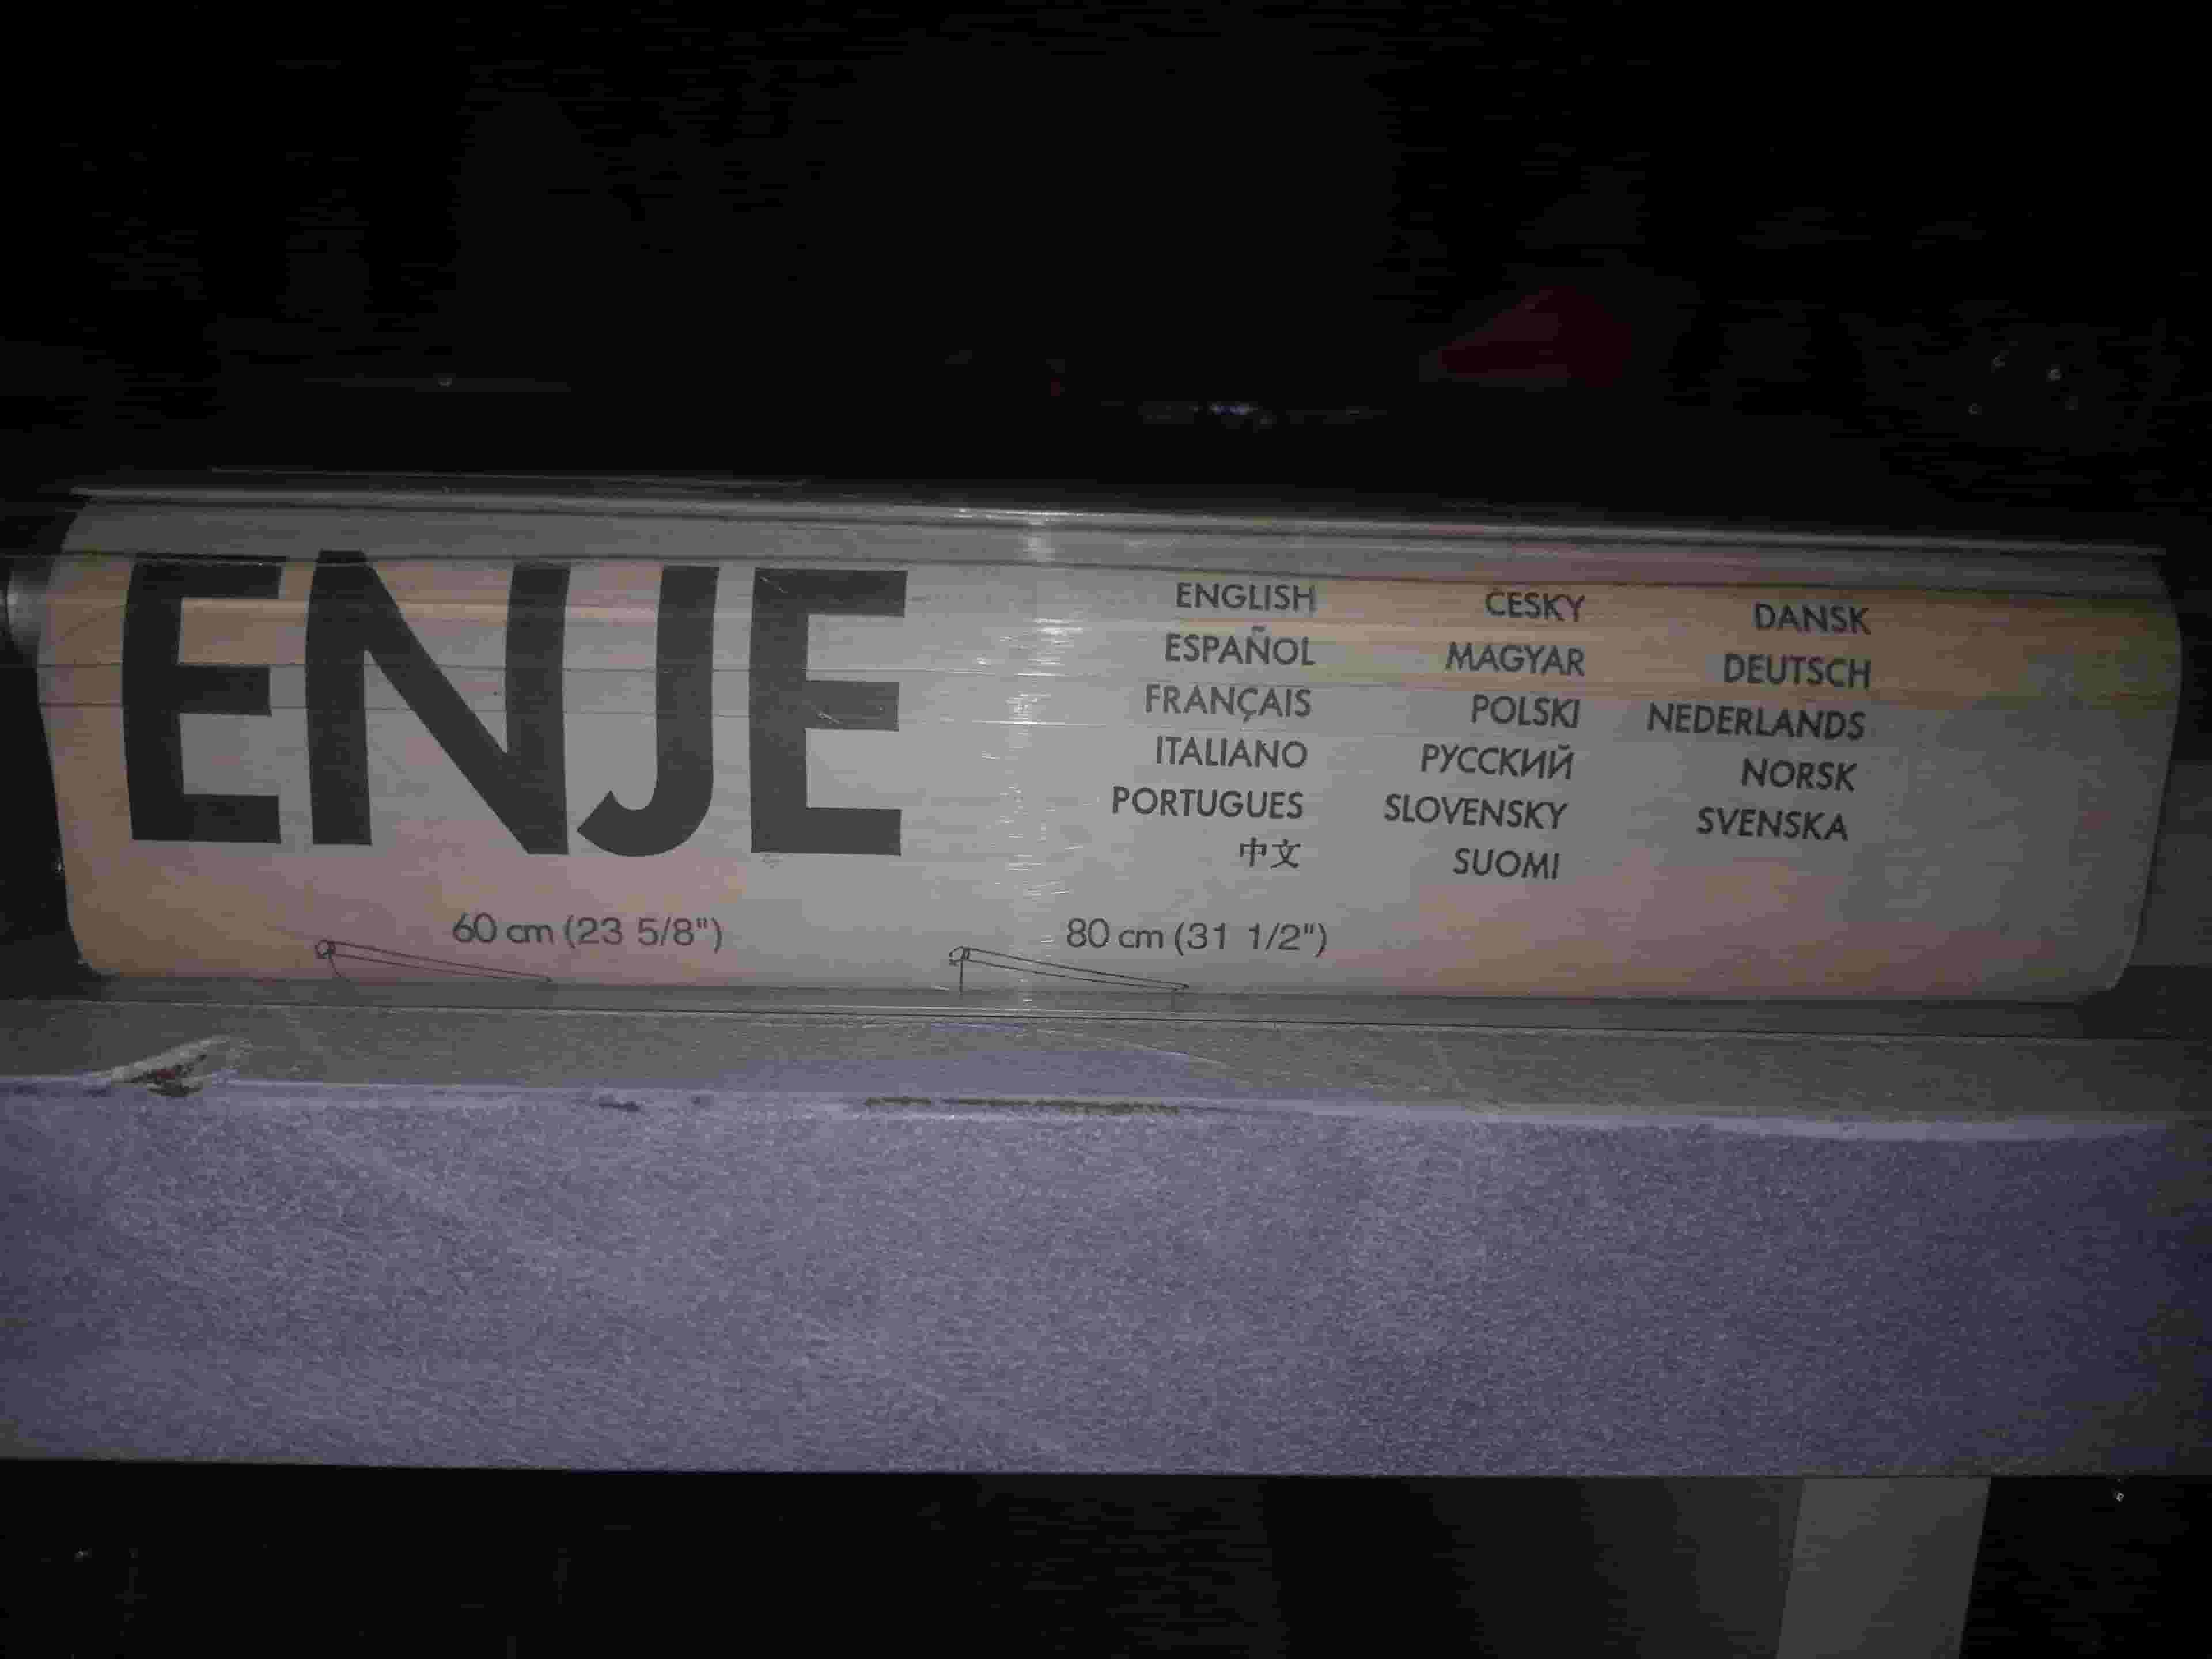 ENJE
ENGLISH
ESPAÑOL
FRANÇAIS
ITALIANO
PORTUGUES
中文
ČESKY
MAGYAR
POLSKI
РУССКИЙ
SLOVENSKY
SUOMI
DANSK
DEUTSCH
NEDERLANDS
NORSK
SVENSKA
60 cm (23 5/8")
80 cm (31 1/2")